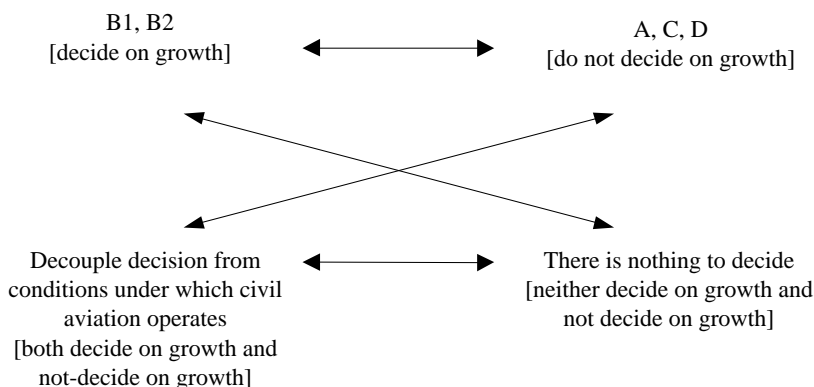 B1, B2
[decide on growth]
A, C, D
[do not decide on growth]
Decouple decision from
conditions under which civil
aviation operates
[both decide on growth and
not-decide on growth]
There is nothing to decide
[neither decide on growth and
not decide on growth]